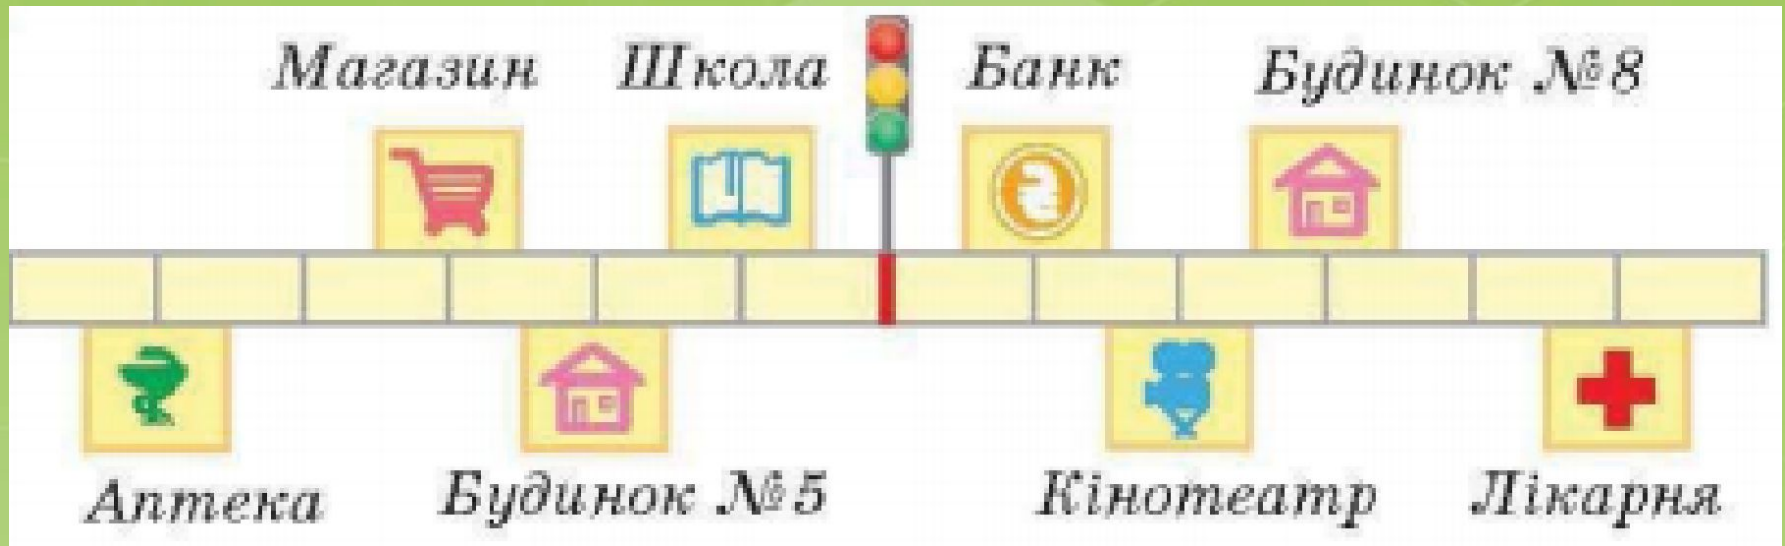 Магазин Школа Банк Будинок №8
Аптека Будинок №5 Кінотеатр Лікарня